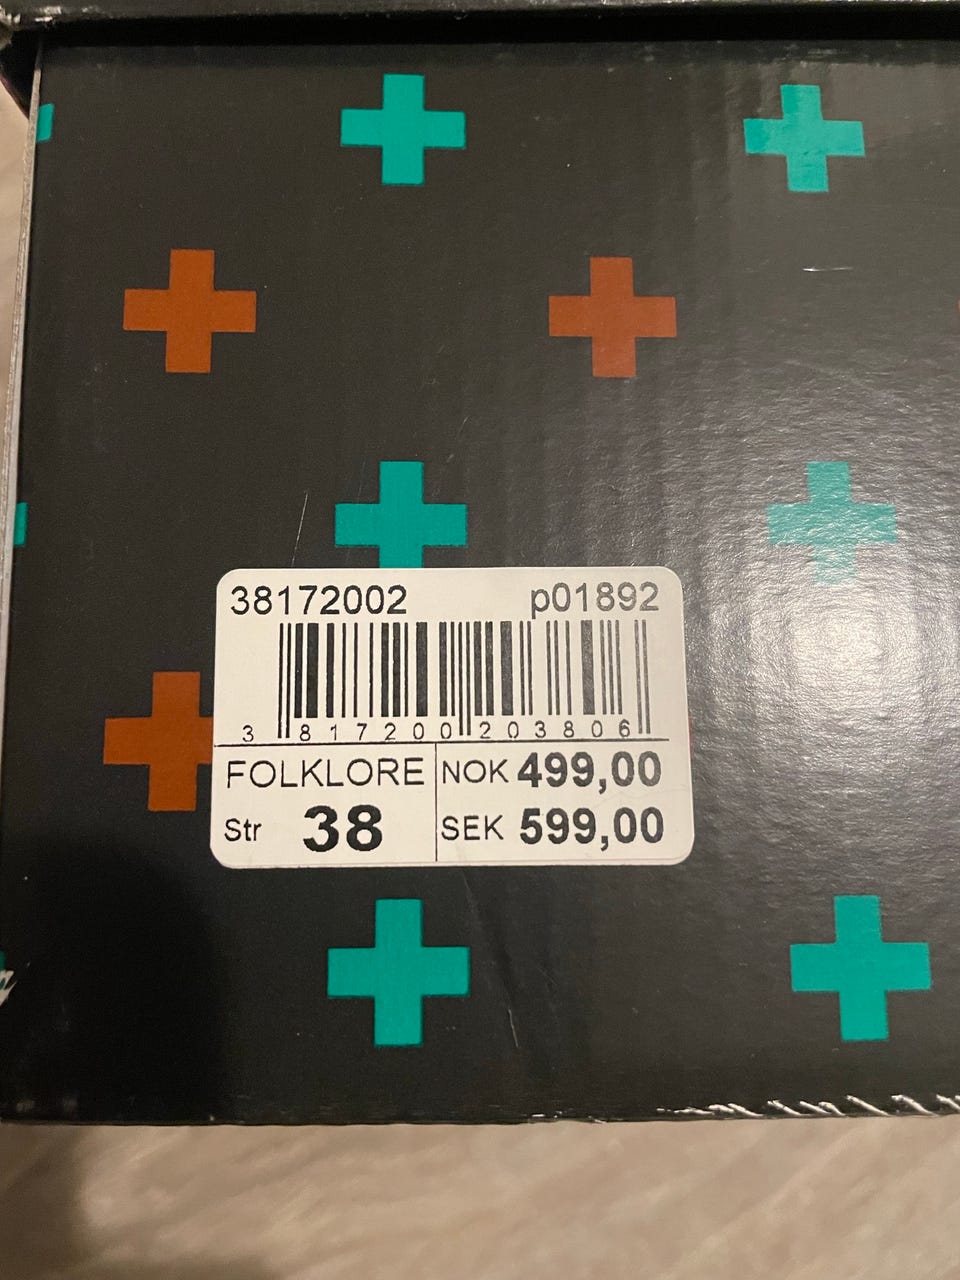 38172002 p01892
3 817200 203806
FOLKLORE NOK 499,00
Str 38 SEK 599,00